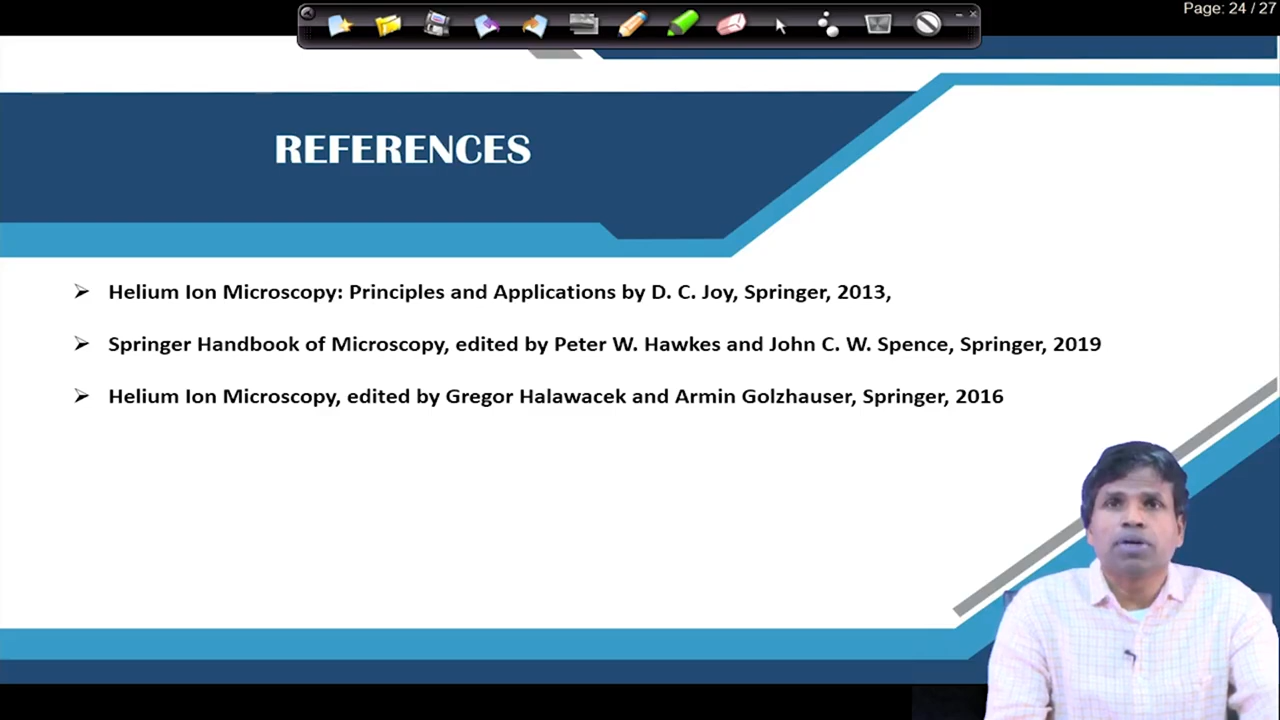 Page: 24 / 27
REFERENCES
➢ Helium Ion Microscopy: Principles and Applications by D. C. Joy, Springer, 2013,
➢ Springer Handbook of Microscopy, edited by Peter W. Hawkes and John C. W. Spence, Springer, 2019
➢ Helium Ion Microscopy, edited by Gregor Halawacek and Armin Golzhauser, Springer, 2016